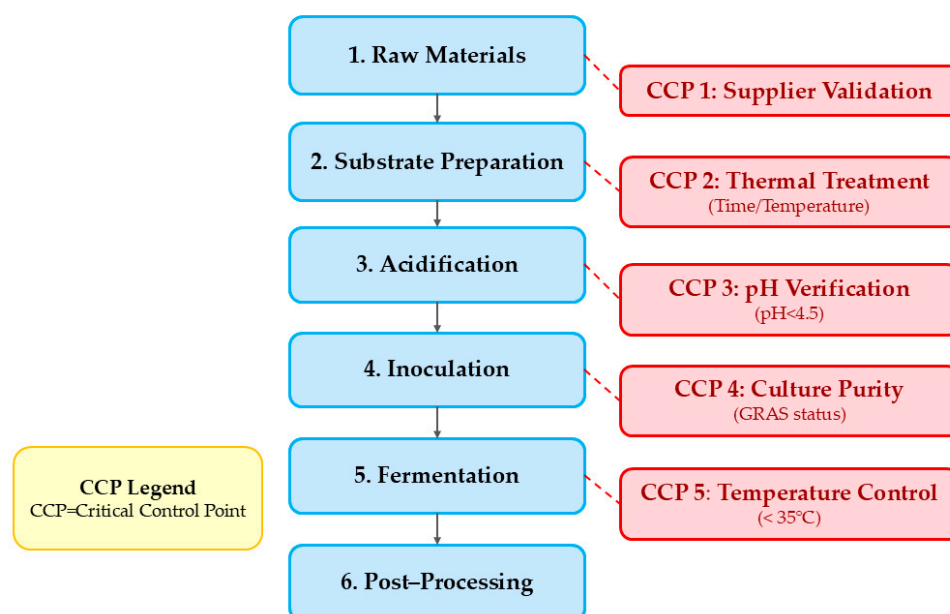 1. Raw Materials
CCP 1: Supplier Validation
2. Substrate Preparation
CCP 2: Thermal Treatment
(Time/Temperature)
3. Acidification
CCP 3: pH Verification
(pH<4.5)
4. Inoculation
CCP 4: Culture Purity
(GRAS status)
5. Fermentation
CCP 5: Temperature Control
(< 35°C)
CCP Legend
CCP=Critical Control Point
6. Post–Processing